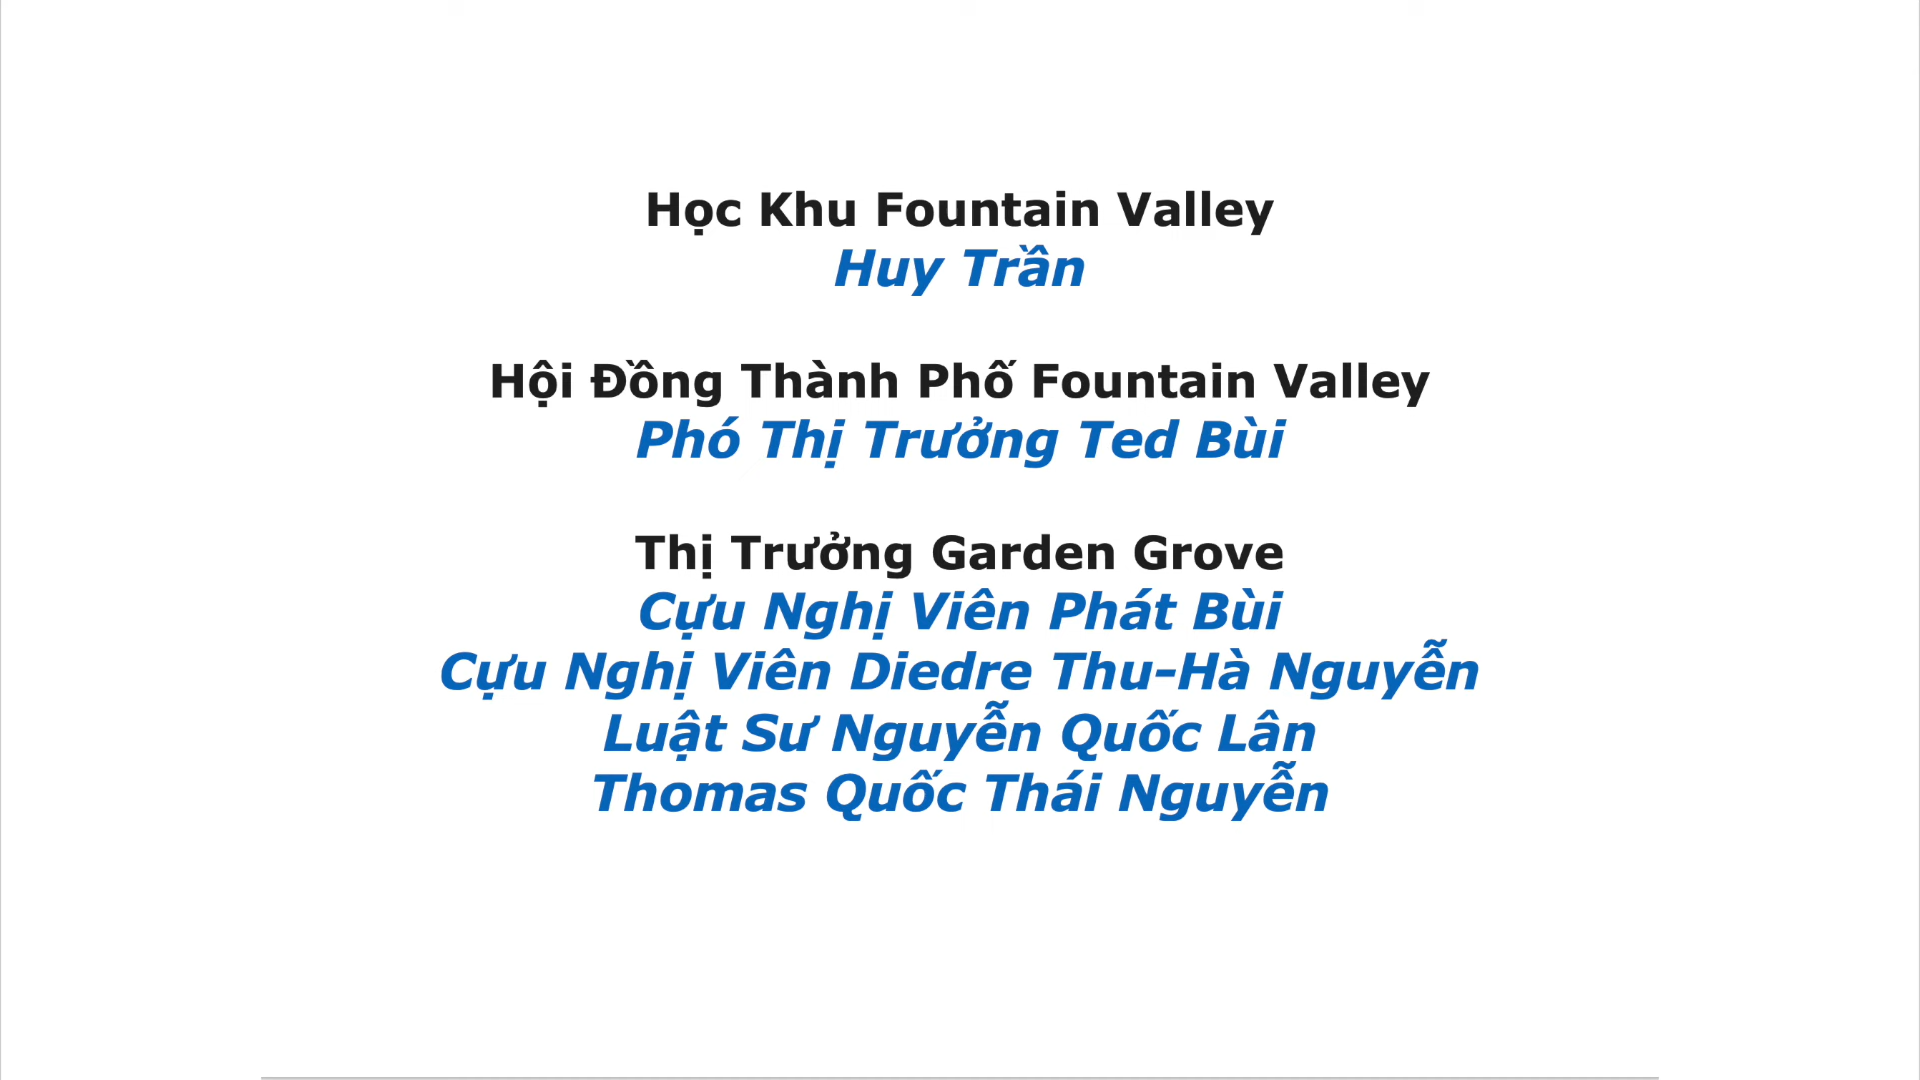 Học Khu Fountain Valley
Huy Trần
Hội Đồng Thành Phố Fountain Valley
Phó Thị Trưởng Ted Bùi
Thị Trưởng Garden Grove
Cựu Nghị Viên Phát Bùi
Cựu Nghị Viên Diedre Thu-Hà Nguyễn
Luật Sư Nguyễn Quốc Lân
Thomas Quốc Thái Nguyễn